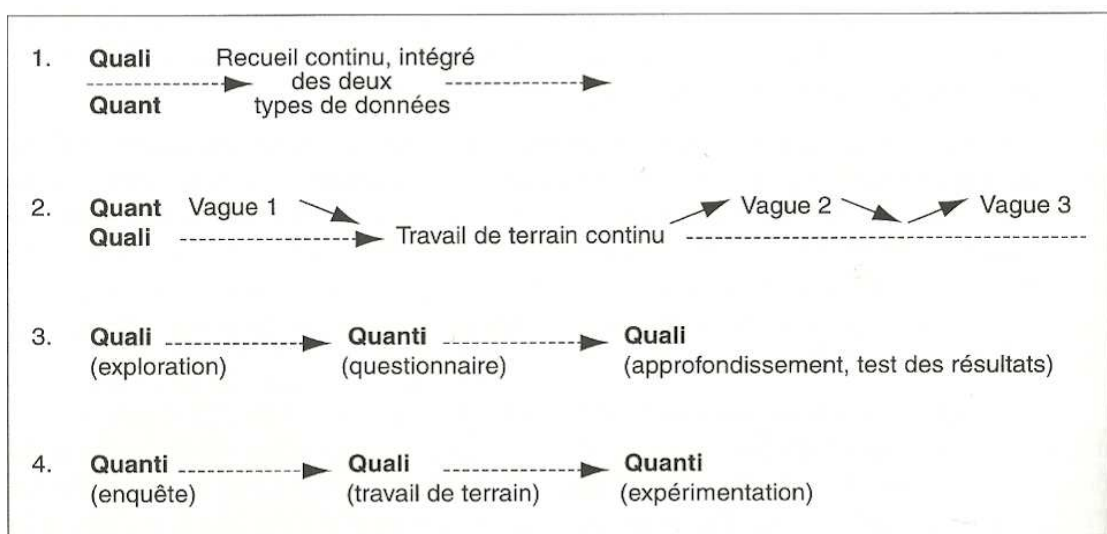 1. Quali Recueil continu, intégré
des deux
Quant types de données
2. Quant Vague 1 Vague 2 Vague 3
Quali Travail de terrain continu
3. Quali Quanti Quali
(exploration) (questionnaire) (approfondissement, test des résultats)
4. Quanti Quali Quanti
(enquête) (travail de terrain) (expérimentation)